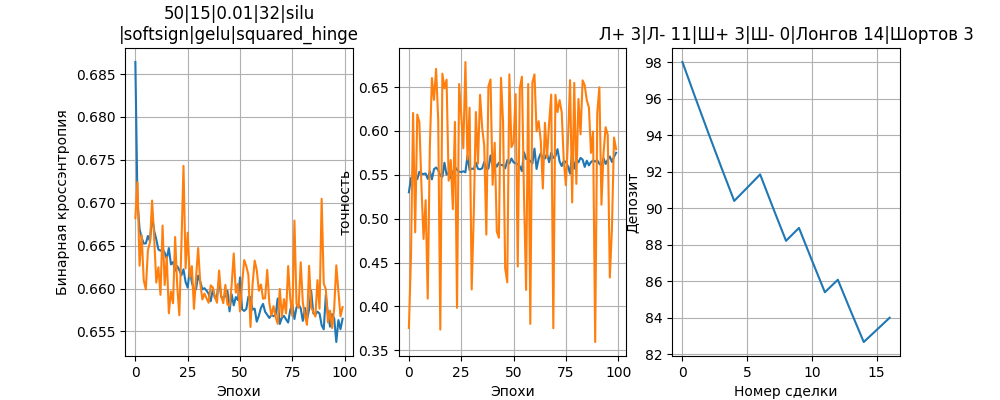 50|15|0.01|32|silu
|softsign|gelu|squared_hinge
Л+ 3|Л- 11|Ш+ 3|Ш- 0|Лонгов 14|Шортов 3
Бинарная кроссэнтропия
0.685
0.680
0.675
0.670
0.665
0.660
0.655
0 25 50 75 100
Эпохи
точность
0.65
0.60
0.55
0.50
0.45
0.40
0.35
0 25 50 75 100
Эпохи
Депозит
98
96
94
92
90
88
86
84
82
0 5 10 15
Номер сделки